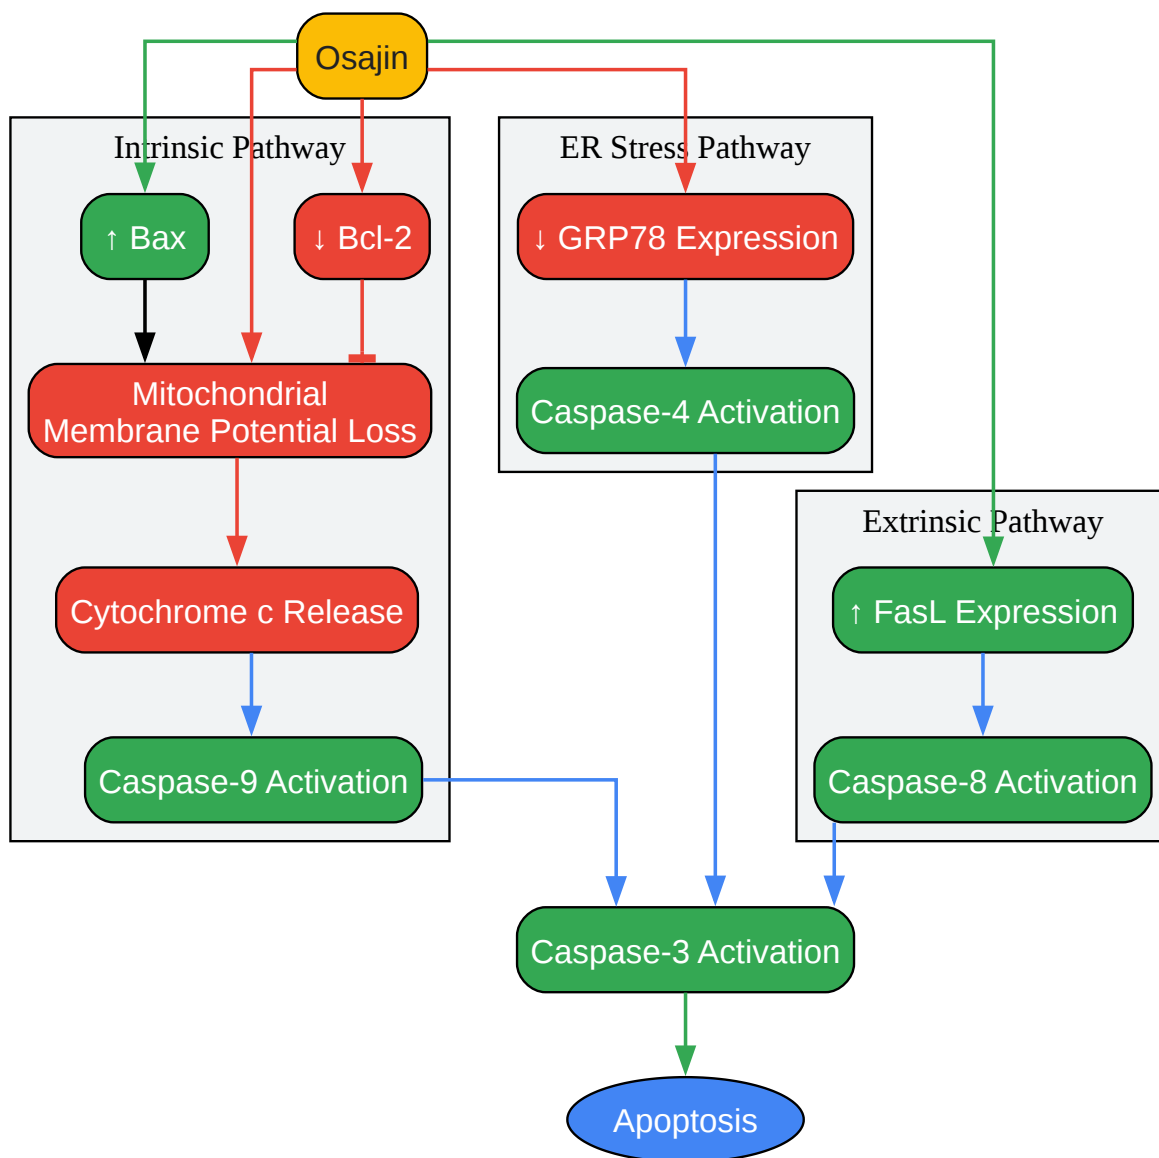 Osajin
Intrinsic Pathway
ER Stress Pathway
↑ Bax
↓ Bcl-2
↓ GRP78 Expression
Mitochondrial
Membrane Potential Loss
Caspase-4 Activation
Extrinsic Pathway
Cytochrome c Release
↑ FasL Expression
Caspase-9 Activation
Caspase-8 Activation
Caspase-3 Activation
Apoptosis